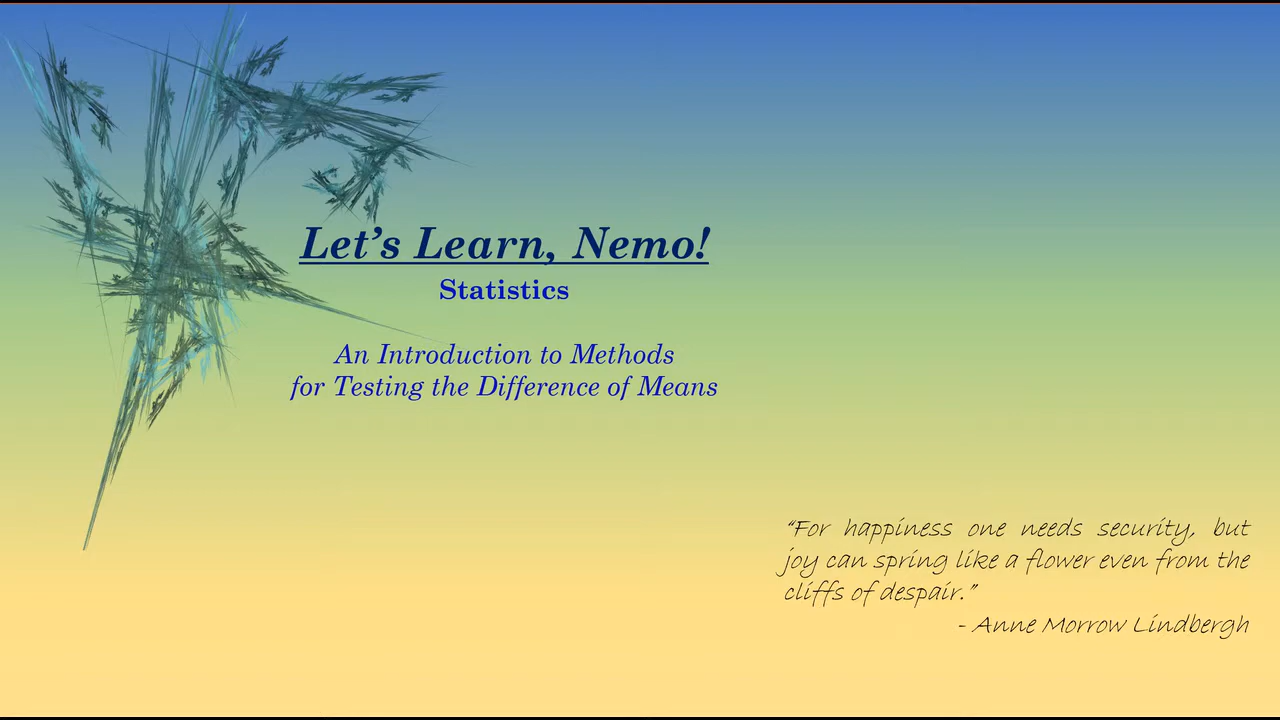 Let’s Learn, Nemo!
Statistics
An Introduction to Methods
for Testing the Difference of Means
“For happiness one needs security, but
joy can spring like a flower even from the
cliffs of despair.”
- Anne Morrow Lindbergh